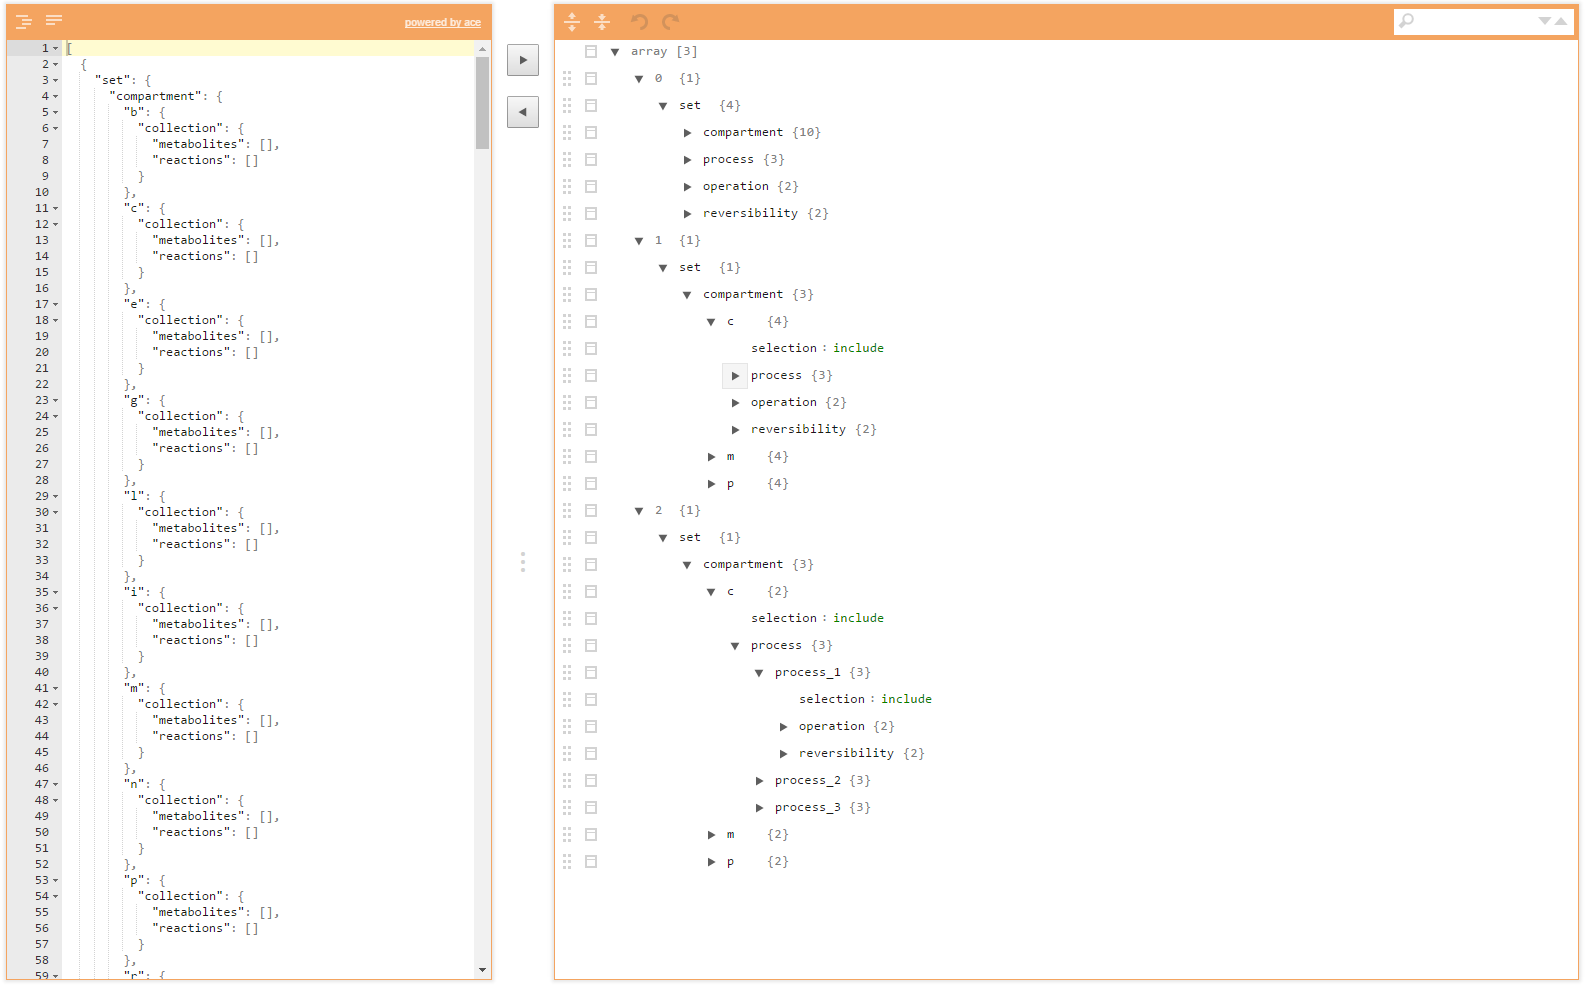 powered by ace
1 [
2 {
3 "set": {
4 "compartment": {
5 "b": {
6 "collection": {
7 "metabolites": [],
8 "reactions": []
9 }
10 },
11 "c": {
12 "collection": {
13 "metabolites": [],
14 "reactions": []
15 }
16 },
17 "e": {
18 "collection": {
19 "metabolites": [],
20 "reactions": []
21 }
22 },
23 "g": {
24 "collection": {
25 "metabolites": [],
26 "reactions": []
27 }
28 },
29 "l": {
30 "collection": {
31 "metabolites": [],
32 "reactions": []
33 }
34 },
35 "i": {
36 "collection": {
37 "metabolites": [],
38 "reactions": []
39 }
40 },
41 "m": {
42 "collection": {
43 "metabolites": [],
44 "reactions": []
45 }
46 },
47 "n": {
48 "collection": {
49 "metabolites": [],
50 "reactions": []
51 }
52 },
53 "p": {
54 "collection": {
55 "metabolites": [],
56 "reactions": []
57 }
58 },
59 "r": {
array [3]
0 {1}
set {4}
compartment {10}
process {3}
operation {2}
reversibility {2}
1 {1}
set {1}
compartment {3}
c {4}
selection : include
process {3}
operation {2}
reversibility {2}
m {4}
p {4}
2 {1}
set {1}
compartment {3}
c {2}
selection : include
process {3}
process_1 {3}
selection : include
operation {2}
reversibility {2}
process_2 {3}
process_3 {3}
m {2}
p {2}